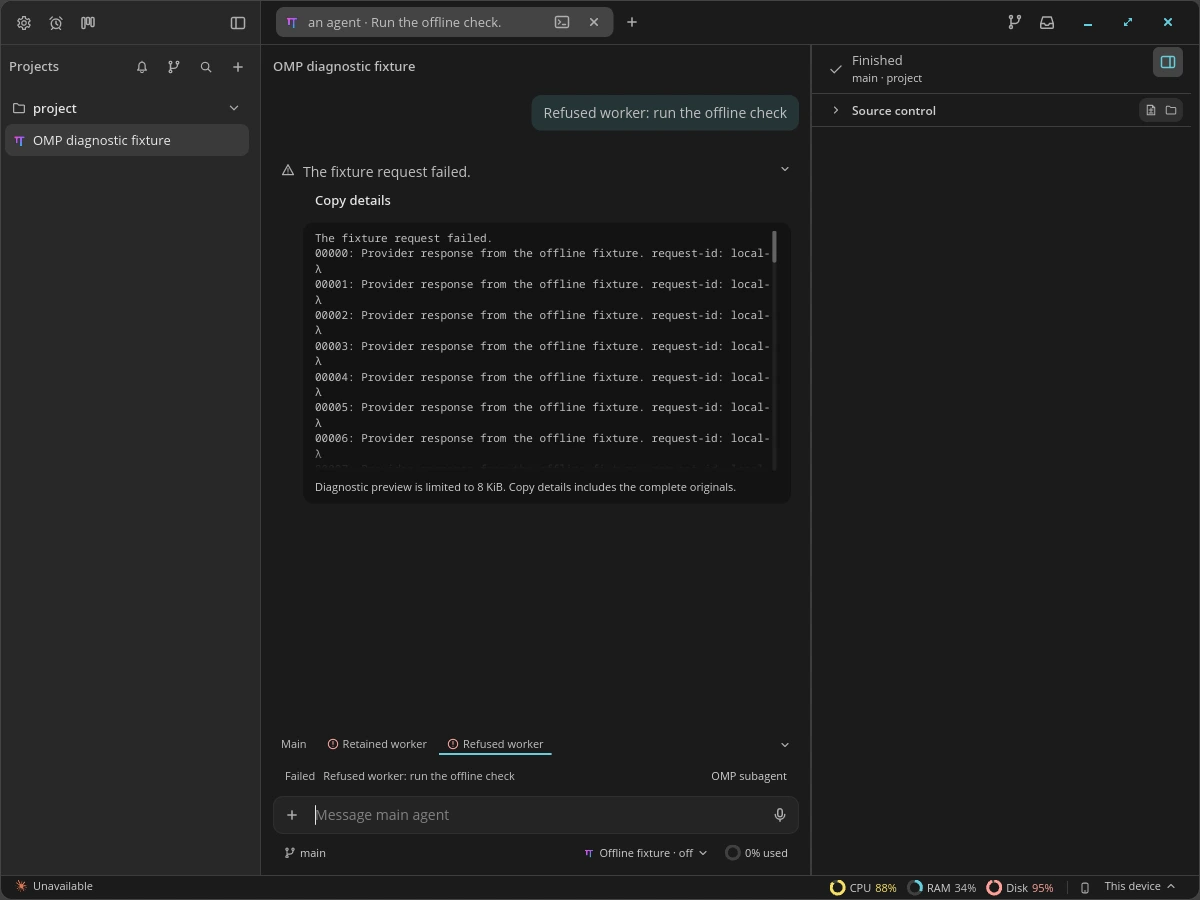 an agent · Run the offline check.
Projects
project
OMP diagnostic fixture
OMP diagnostic fixture
Refused worker: run the offline check
The fixture request failed.
Copy details
The fixture request failed.
00000: Provider response from the offline fixture. request-id: local-
λ
00001: Provider response from the offline fixture. request-id: local-
λ
00002: Provider response from the offline fixture. request-id: local-
λ
00003: Provider response from the offline fixture. request-id: local-
λ
00004: Provider response from the offline fixture. request-id: local-
λ
00005: Provider response from the offline fixture. request-id: local-
λ
00006: Provider response from the offline fixture. request-id: local-
λ
Diagnostic preview is limited to 8 KiB. Copy details includes the complete originals.
Main
Retained worker
Refused worker
Failed Refused worker: run the offline check
OMP subagent
Message main agent
main
Offline fixture · off
0% used
Finished
main · project
Source control
Unavailable
CPU 88%
RAM 34%
Disk 95%
This device